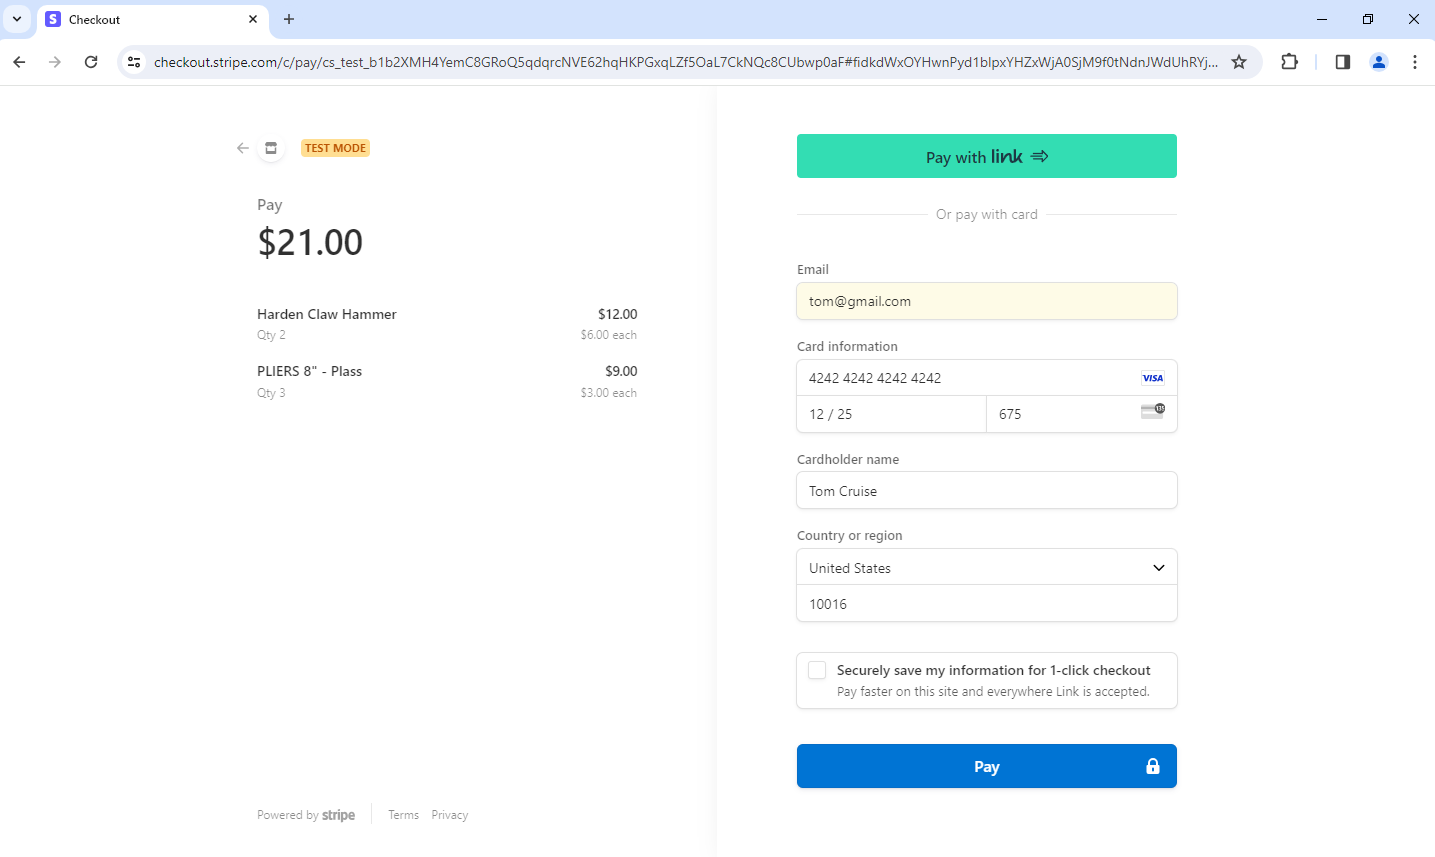 Checkout
checkout.stripe.com/c/pay/cs_test_b1b2XMH4YemC8GRoQ5qdqrcNVE62hqHKPGxqLZf5OaL7CkNQc8CUbwp0aF#fidkdWxOYHwnPyd1blpxYHZxWjA0SjM9f0tNdnJWdUhRYj...
TEST MODE
Pay
$21.00
Harden Claw Hammer $12.00
Qty 2 $6.00 each
PLIERS 8" - Plass $9.00
Qty 3 $3.00 each
Powered by stripe Terms Privacy
Pay with link
Or pay with card
Email
tom@gmail.com
Card information
4242 4242 4242 4242 VISA
12 / 25 675 135
Cardholder name
Tom Cruise
Country or region
United States
10016
Securely save my information for 1-click checkout
Pay faster on this site and everywhere Link is accepted.
Pay